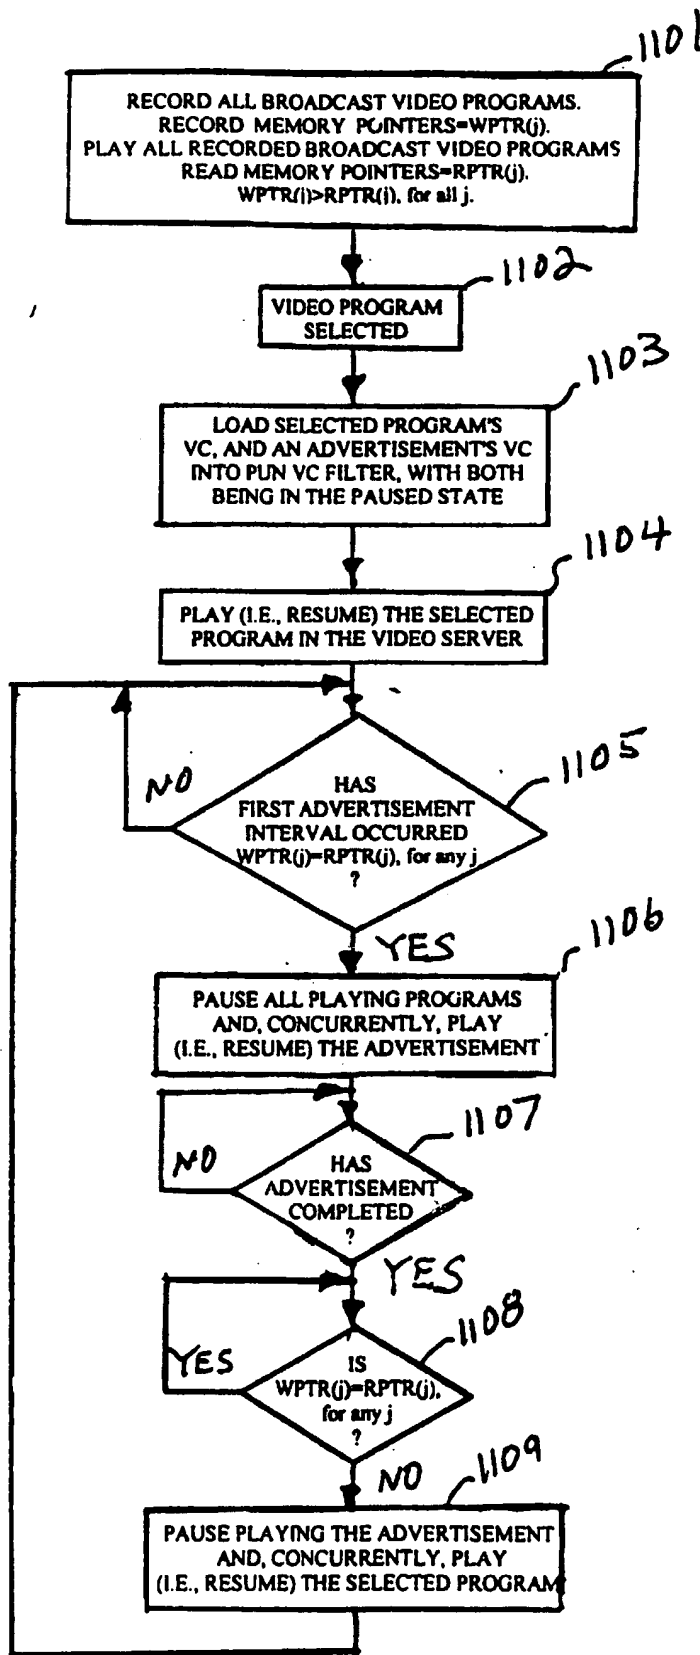 1101
RECORD ALL BROADCAST VIDEO PROGRAMS.
RECORD MEMORY POINTERS=WPTR(j).
PLAY ALL RECORDED BROADCAST VIDEO PROGRAMS
READ MEMORY POINTERS=RPTR(j).
WPTR(j)>RPTR(j), for all j.
1102
VIDEO PROGRAM
SELECTED
1103
LOAD SELECTED PROGRAM'S
VC, AND AN ADVERTISEMENT'S VC
INTO PUN VC FILTER, WITH BOTH
BEING IN THE PAUSED STATE
1104
PLAY (I.E., RESUME) THE SELECTED
PROGRAM IN THE VIDEO SERVER
1105
NO
HAS
FIRST ADVERTISEMENT
INTERVAL OCCURRED
WPTR(j)=RPTR(j), for any j
?
YES
1106
PAUSE ALL PLAYING PROGRAMS
AND, CONCURRENTLY, PLAY
(I.E., RESUME) THE ADVERTISEMENT
1107
NO
HAS
ADVERTISEMENT
COMPLETED
?
YES
1108
YES
IS
WPTR(j)=RPTR(j),
for any j
?
NO
1109
PAUSE PLAYING THE ADVERTISEMENT
AND, CONCURRENTLY, PLAY
(I.E., RESUME) THE SELECTED PROGRAM